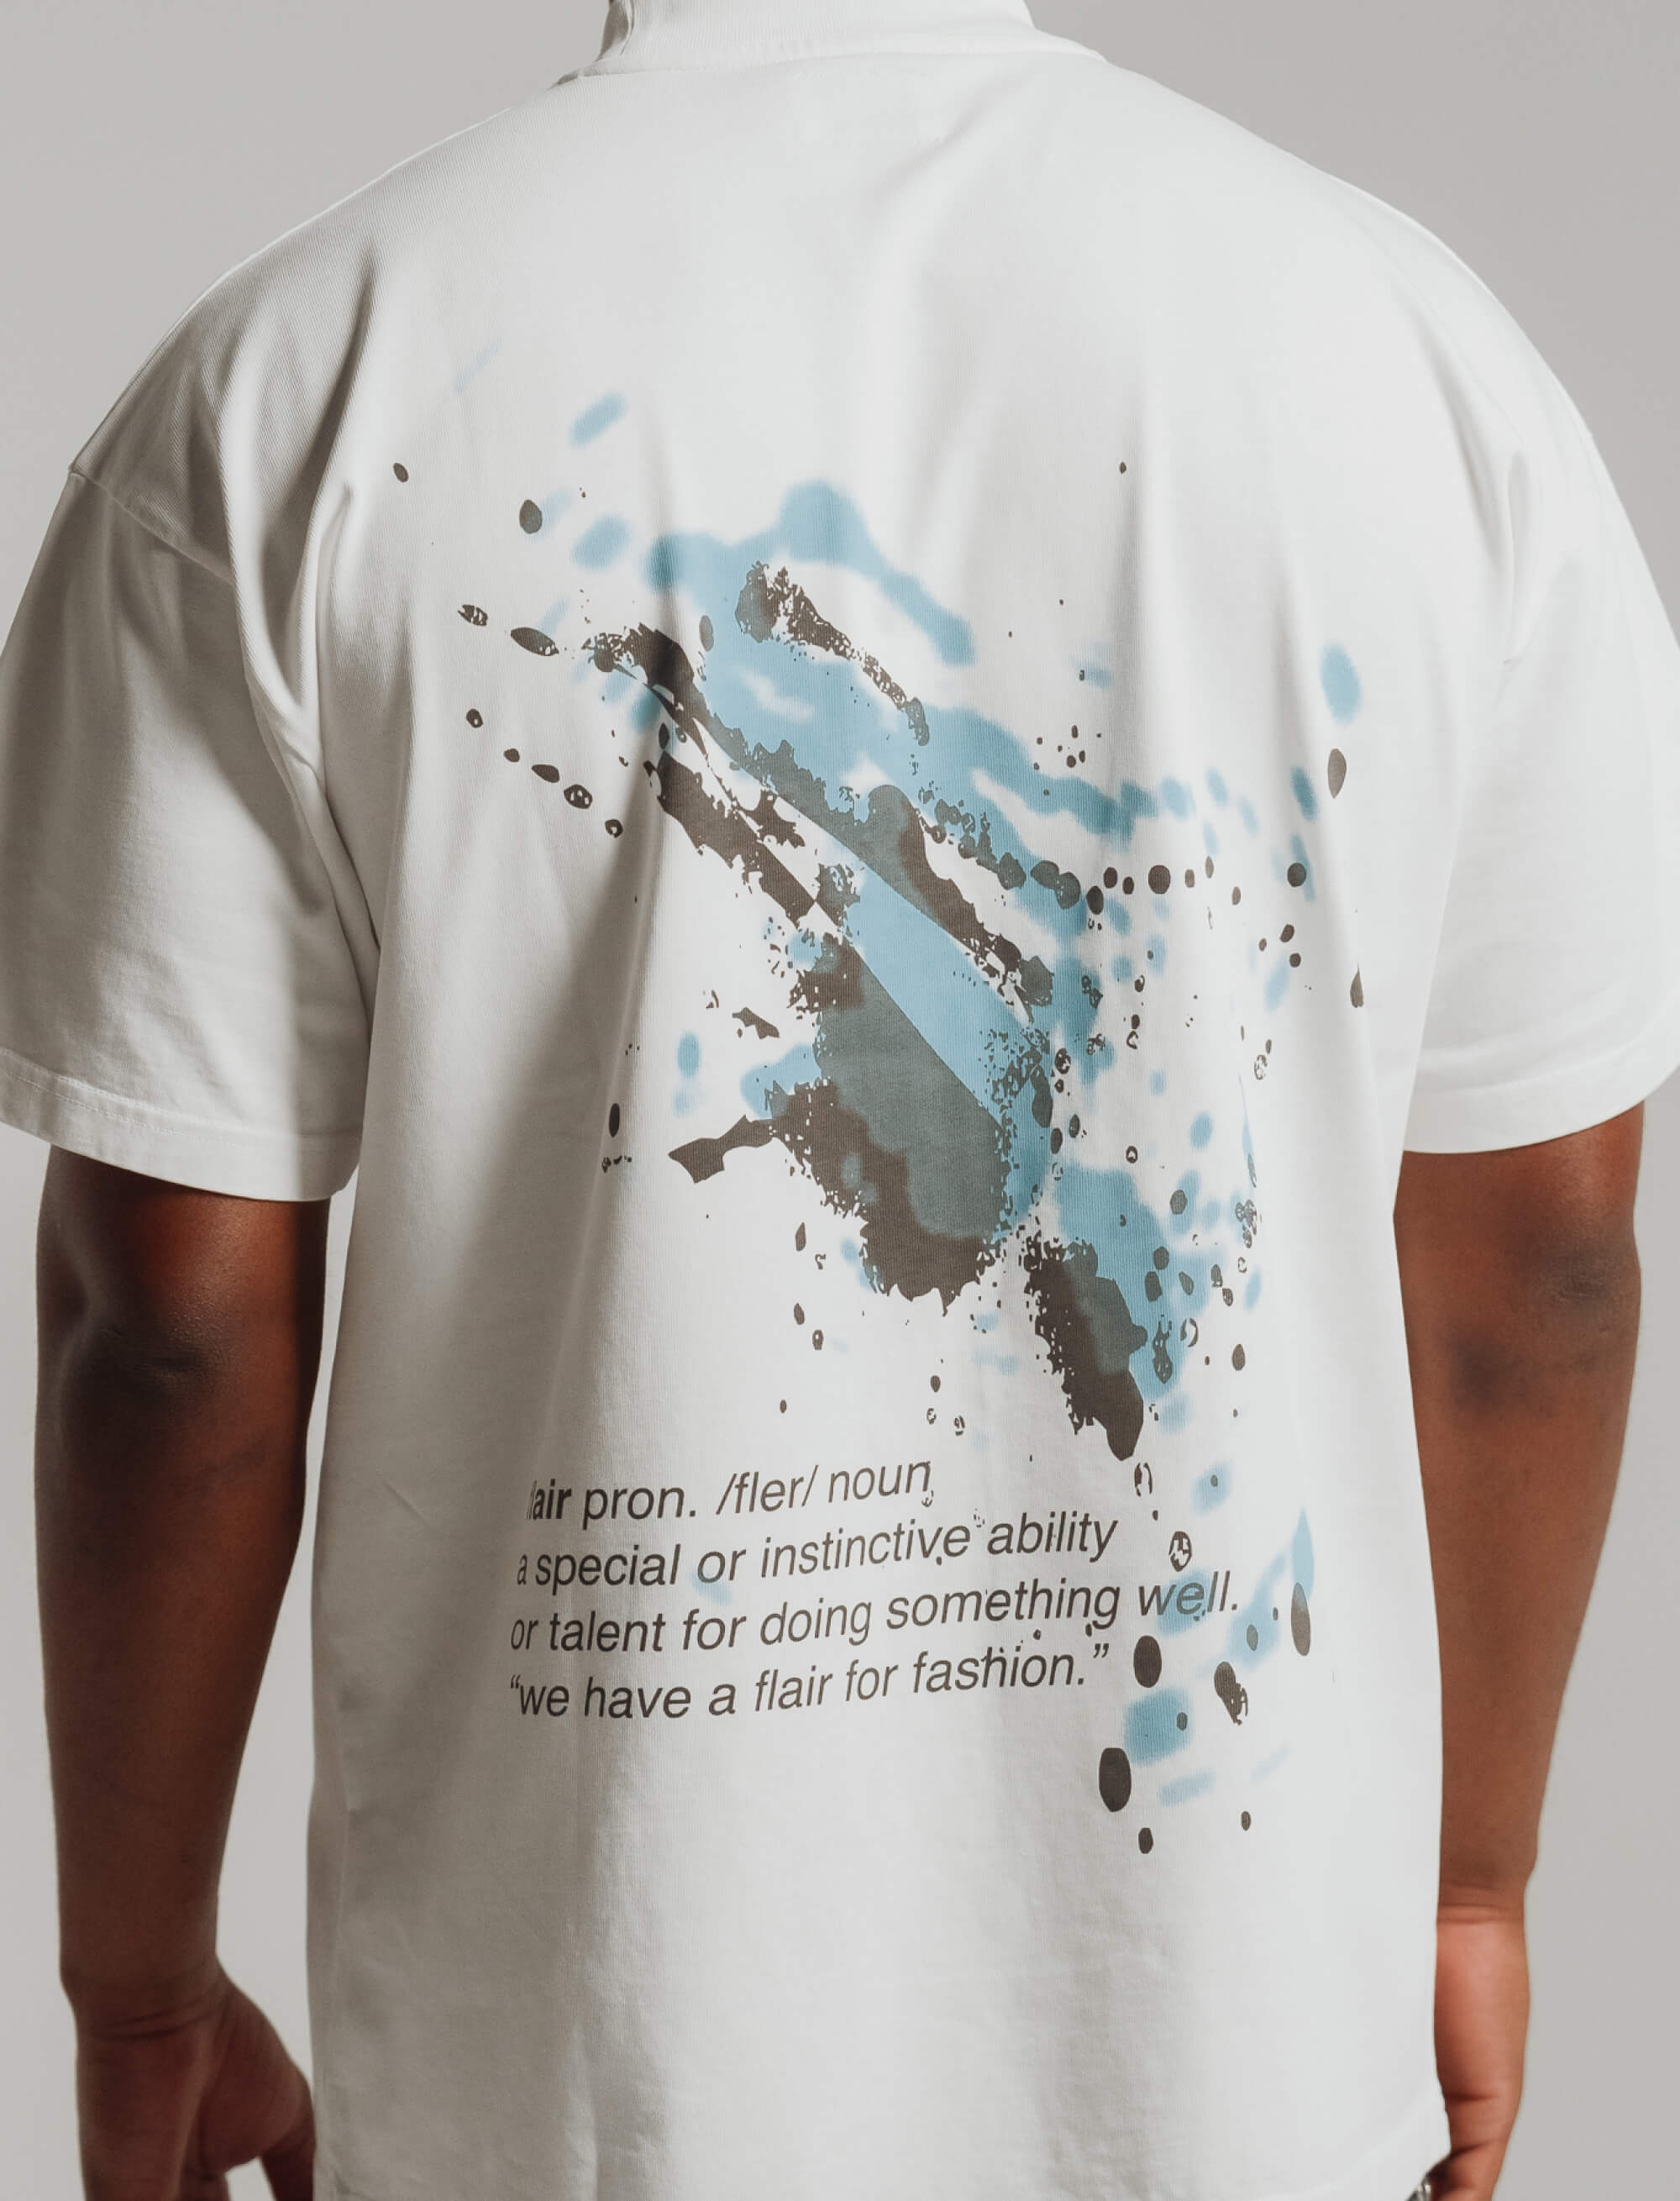 flair pron. /fler/ noun
a special or instinctive ability
or talent for doing something well.
“we have a flair for fashion.”